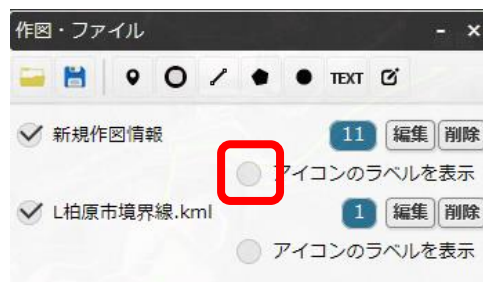 作図・ファイル - ×
TEXT
新規作図情報 11 編集 削除
アイコンのラベルを表示
L柏原市境界線.kml 1 編集 削除
アイコンのラベルを表示